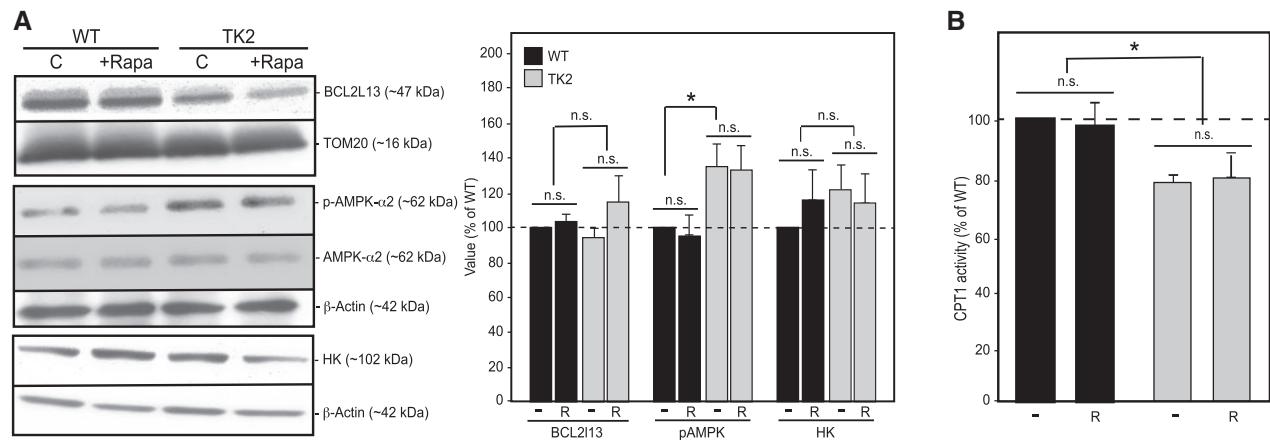 A
WT TK2
C +Rapa C +Rapa
BCL2L13 (~47 kDa)
TOM20 (~16 kDa)
p-AMPK-α2 (~62 kDa)
AMPK-α2 (~62 kDa)
β-Actin (~42 kDa)
HK (~102 kDa)
β-Actin (~42 kDa)
Value (% of WT)
200
180
160
140
120
100
80
60
40
20
0
WT
TK2
n.s.
n.s.
n.s.
*
n.s.
n.s.
n.s.
n.s.
n.s.
- R - R - R - R - R - R
BCL2l13 pAMPK HK
B
CPT1 activity (% of WT)
100
80
60
40
20
0
*
n.s.
n.s.
- R - R